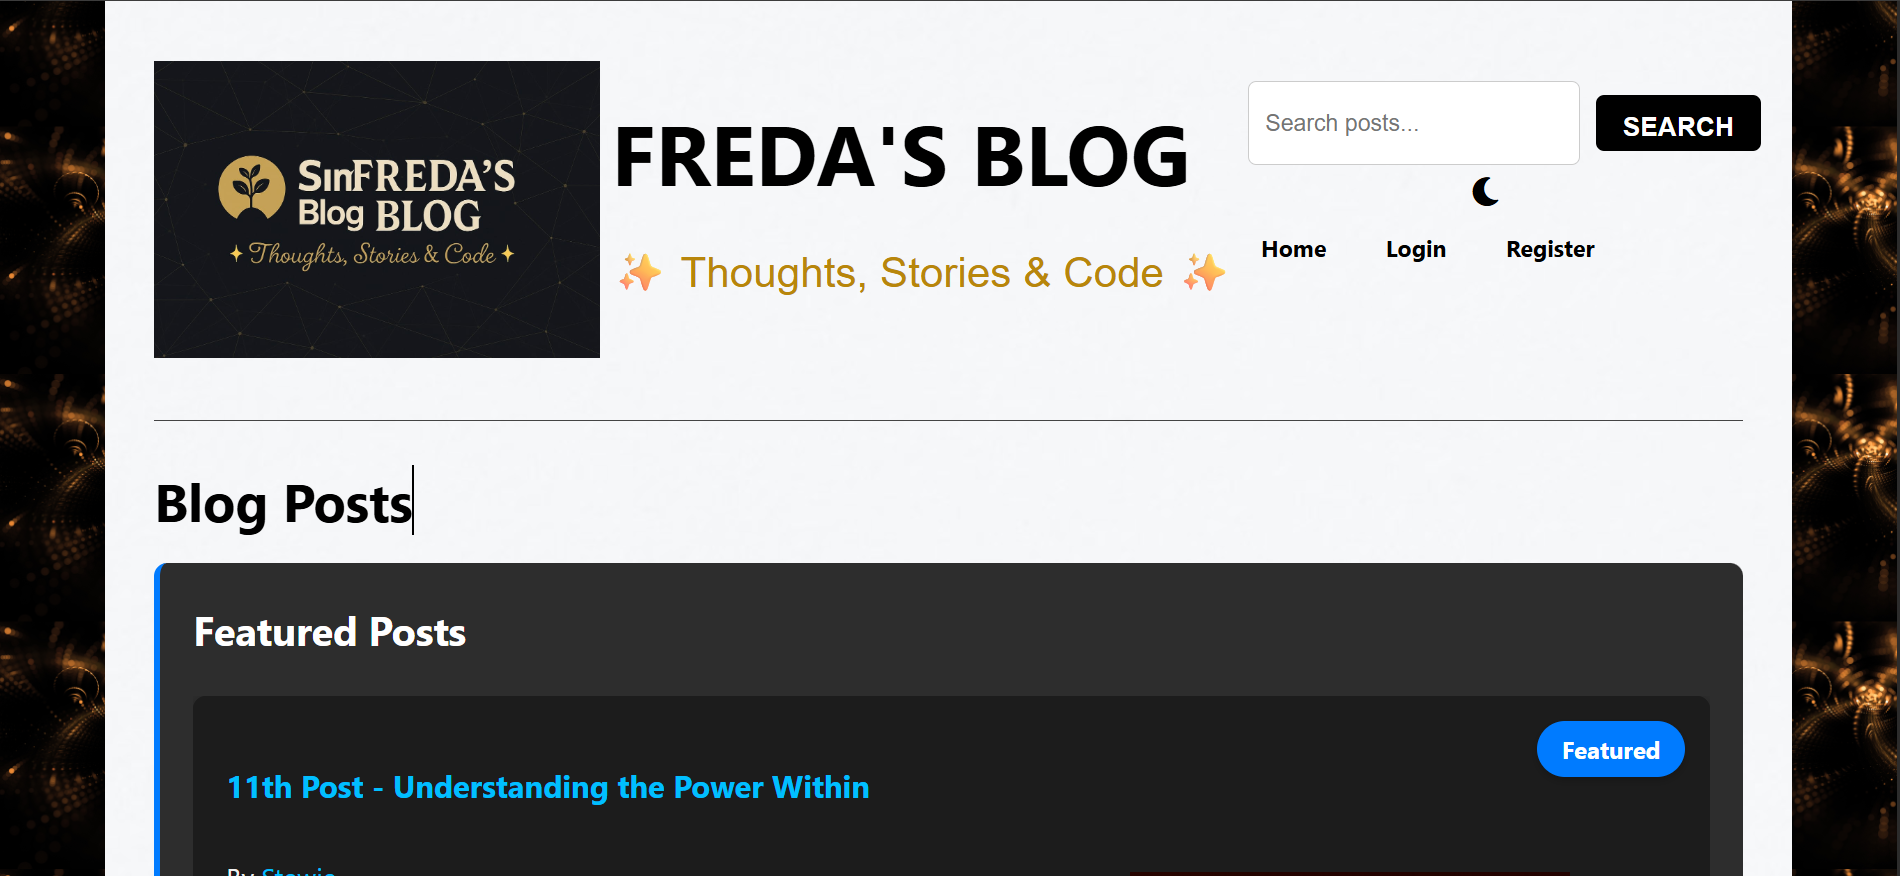 SinFREDA'S
Blog BLOG
✦ Thoughts, Stories & Code ✦
FREDA'S BLOG
✨ Thoughts, Stories & Code ✨
Search posts...
SEARCH
Home Login Register
Blog Posts
Featured Posts
Featured
11th Post - Understanding the Power Within
By Stewie